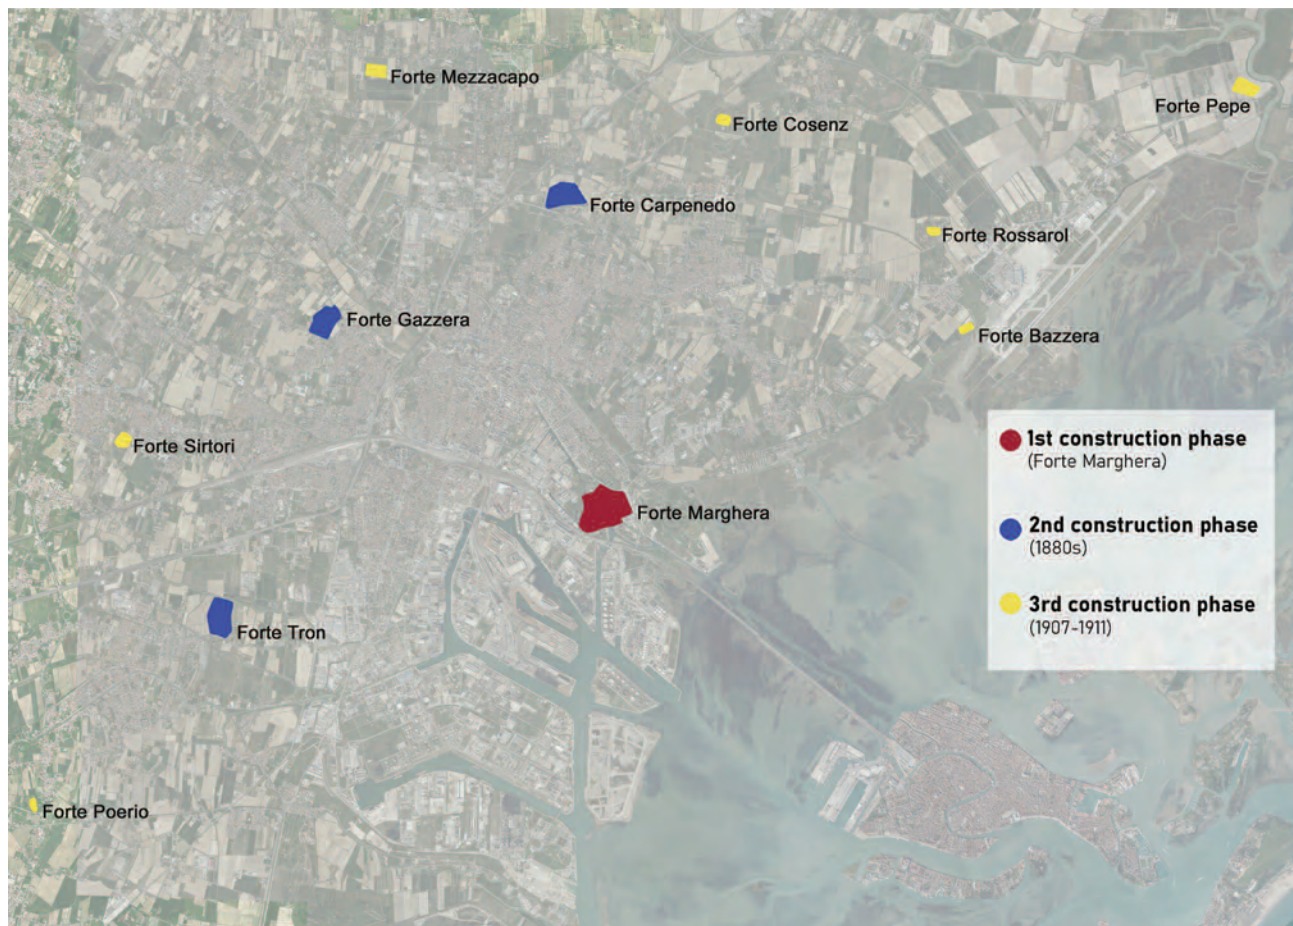 Forte Mezzacapo
Forte Pepe
Forte Cosenz
Forte Carpenedo
Forte Rossarol
Forte Gazzera
Forte Bazzera
Forte Sirtori
Forte Marghera
Forte Tron
Forte Poerio
1st construction phase
(Forte Marghera)
2nd construction phase
(1880s)
3rd construction phase
(1907-1911)